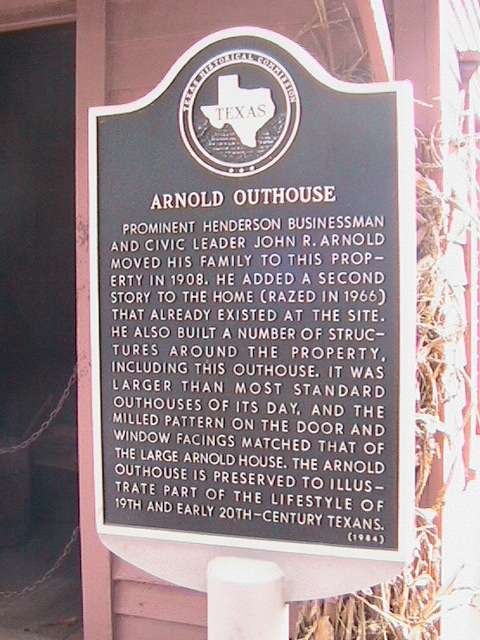 TEXAS HISTORICAL COMMISSION
TEXAS
ARNOLD OUTHOUSE
PROMINENT HENDERSON BUSINESSMAN
AND CIVIC LEADER JOHN R. ARNOLD
MOVED HIS FAMILY TO THIS PROP-
ERTY IN 1908. HE ADDED A SECOND
STORY TO THE HOME (RAZED IN 1966)
THAT ALREADY EXISTED AT THE SITE.
HE ALSO BUILT A NUMBER OF STRUC-
TURES AROUND THE PROPERTY,
INCLUDING THIS OUTHOUSE. IT WAS
LARGER THAN MOST STANDARD
OUTHOUSES OF ITS DAY, AND THE
MILLED PATTERN ON THE DOOR AND
WINDOW FACINGS MATCHED THAT OF
THE LARGE ARNOLD HOUSE. THE ARNOLD
OUTHOUSE IS PRESERVED TO ILLUS-
TRATE PART OF THE LIFESTYLE OF
19TH AND EARLY 20TH-CENTURY TEXANS.
(1984)